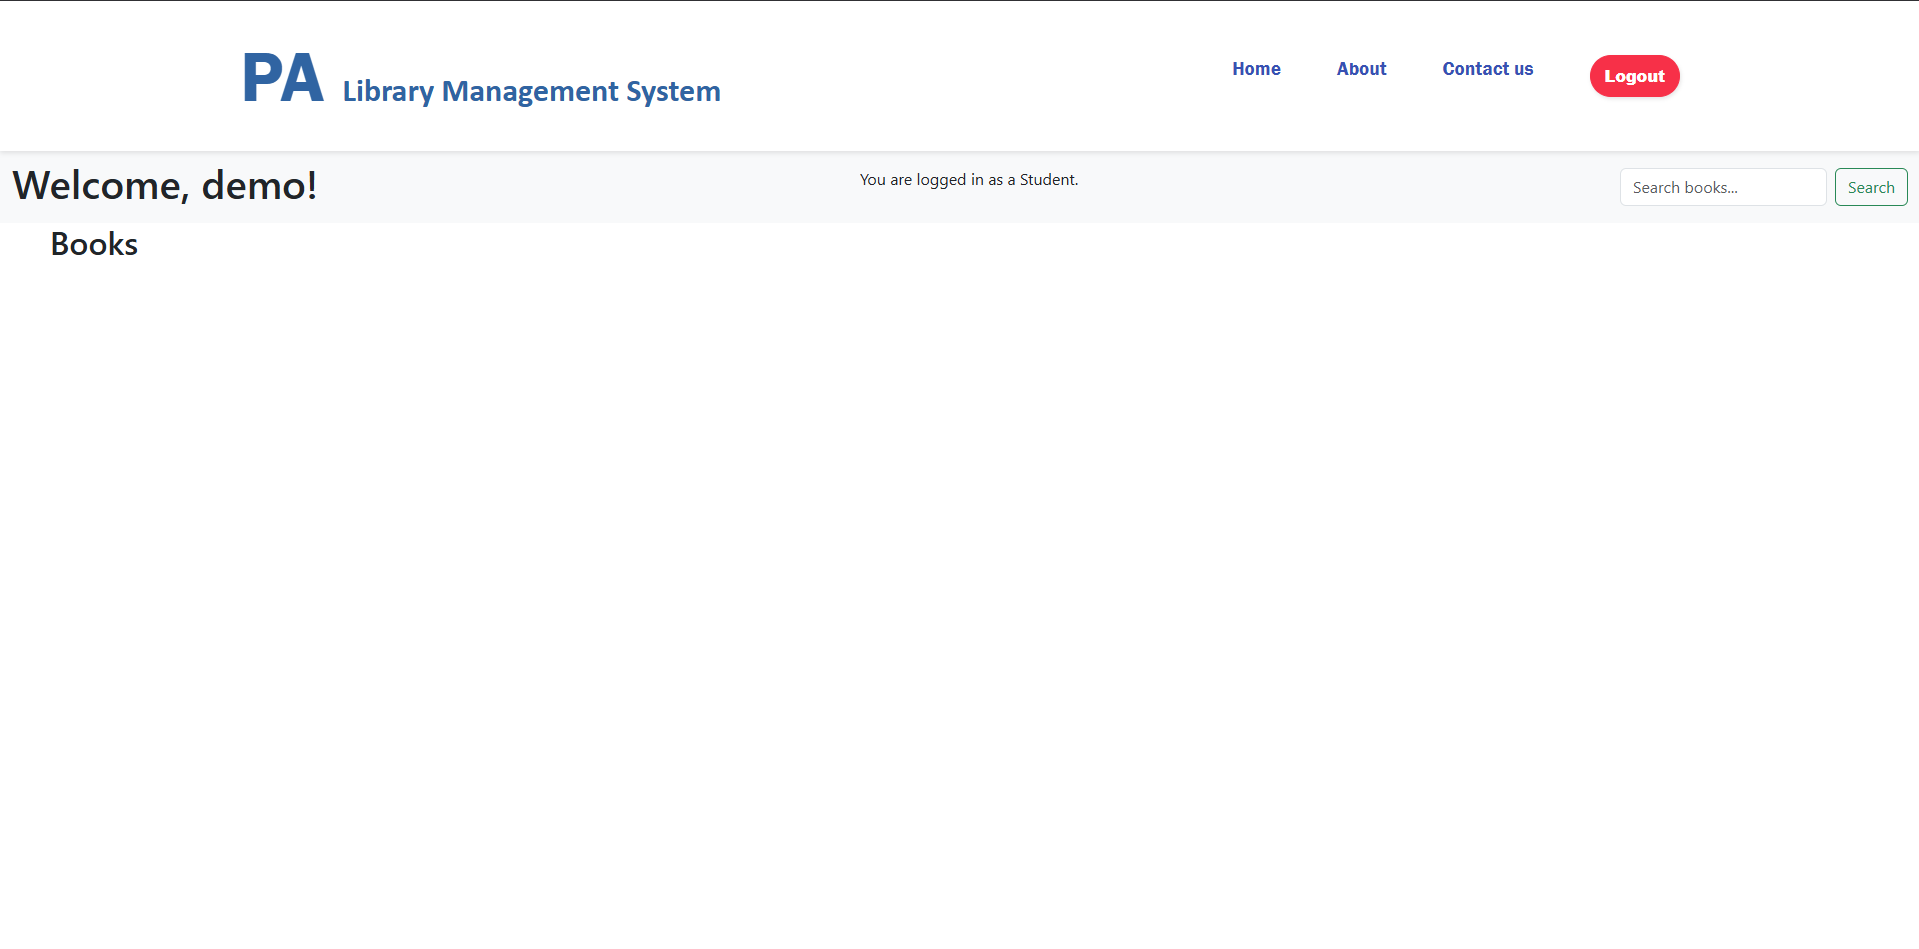 PA Library Management System
Home About Contact us Logout
Welcome, demo!
You are logged in as a Student.
Search books... Search
Books